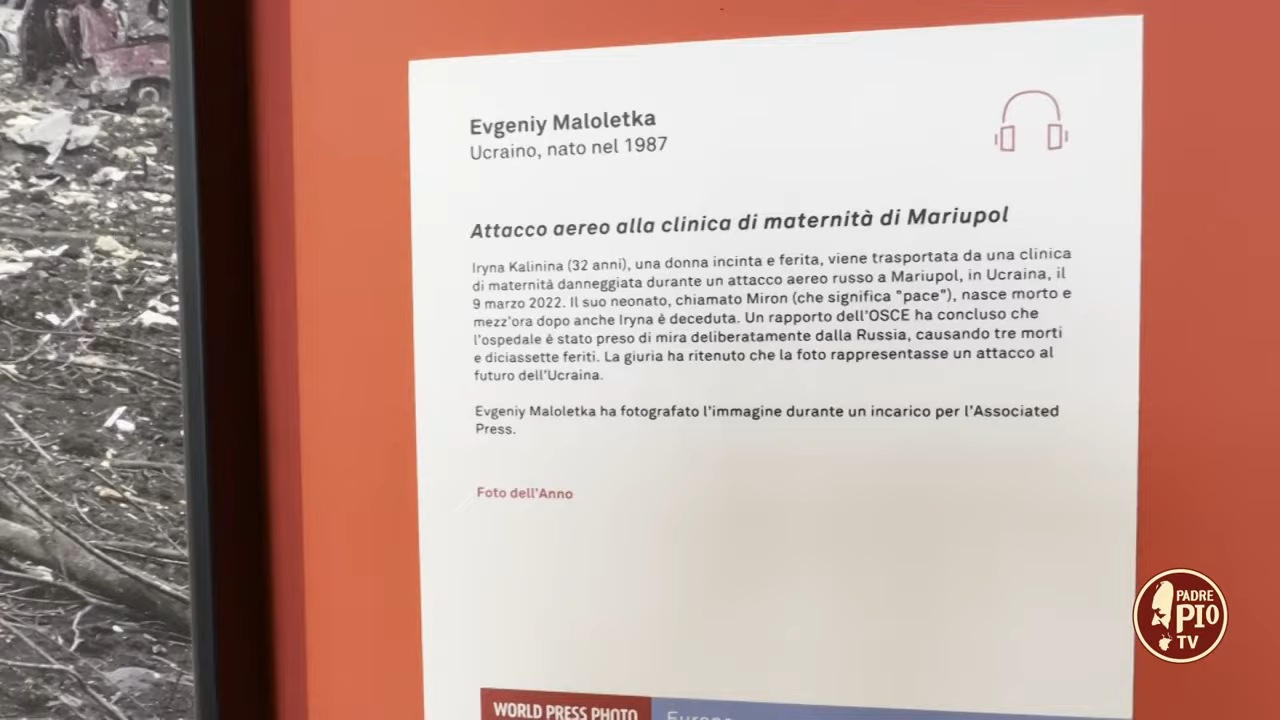 Evgeniy Maloletka
Ucraino, nato nel 1987
Attacco aereo alla clinica di maternità di Mariupol
Iryna Kalinina (32 anni), una donna incinta e ferita, viene trasportata da una clinica
di maternità danneggiata durante un attacco aereo russo a Mariupol, in Ucraina, il
9 marzo 2022. Il suo neonato, chiamato Miron (che significa "pace"), nasce morto e
mezz'ora dopo anche Iryna è deceduta. Un rapporto dell'OSCE ha concluso che
l'ospedale è stato preso di mira deliberatamente dalla Russia, causando tre morti
e diciassette feriti. La giuria ha ritenuto che la foto rappresentasse un attacco al
futuro dell'Ucraina.
Evgeniy Maloletka ha fotografato l'immagine durante un incarico per l'Associated
Press.
Foto dell'Anno
WORLD PRESS PHOTO
PADRE
PIO
TV